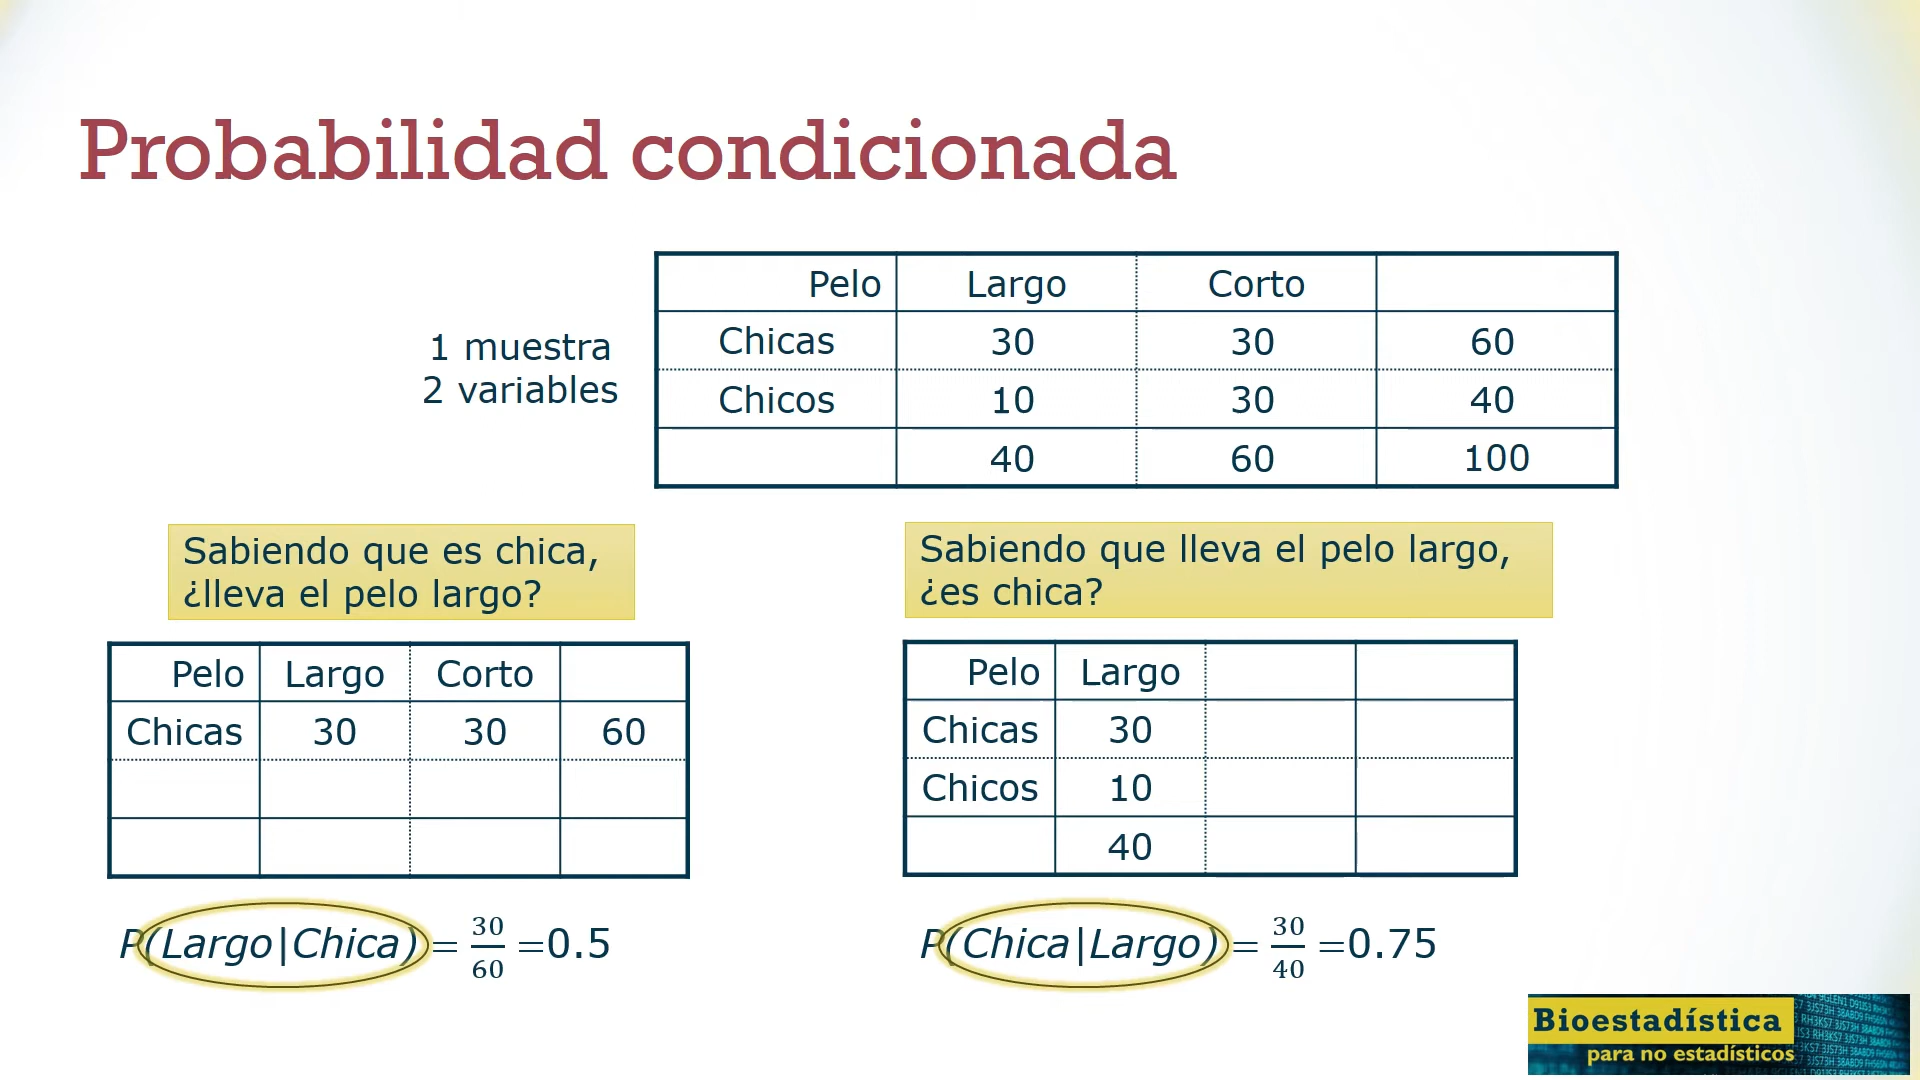 Probabilidad condicionada
Pelo Largo Corto
1 muestra
2 variables
Chicas 30 30 60
Chicos 10 30 40
40 60 100
Sabiendo que es chica,
¿lleva el pelo largo?
Pelo Largo Corto
Chicas 30 30 60
P(Largo|Chica) = 30/60 =0.5
Sabiendo que lleva el pelo largo,
¿es chica?
Pelo Largo
Chicas 30
Chicos 10
40
P(Chica|Largo) = 30/40 =0.75
Bioestadística
para no estadísticos